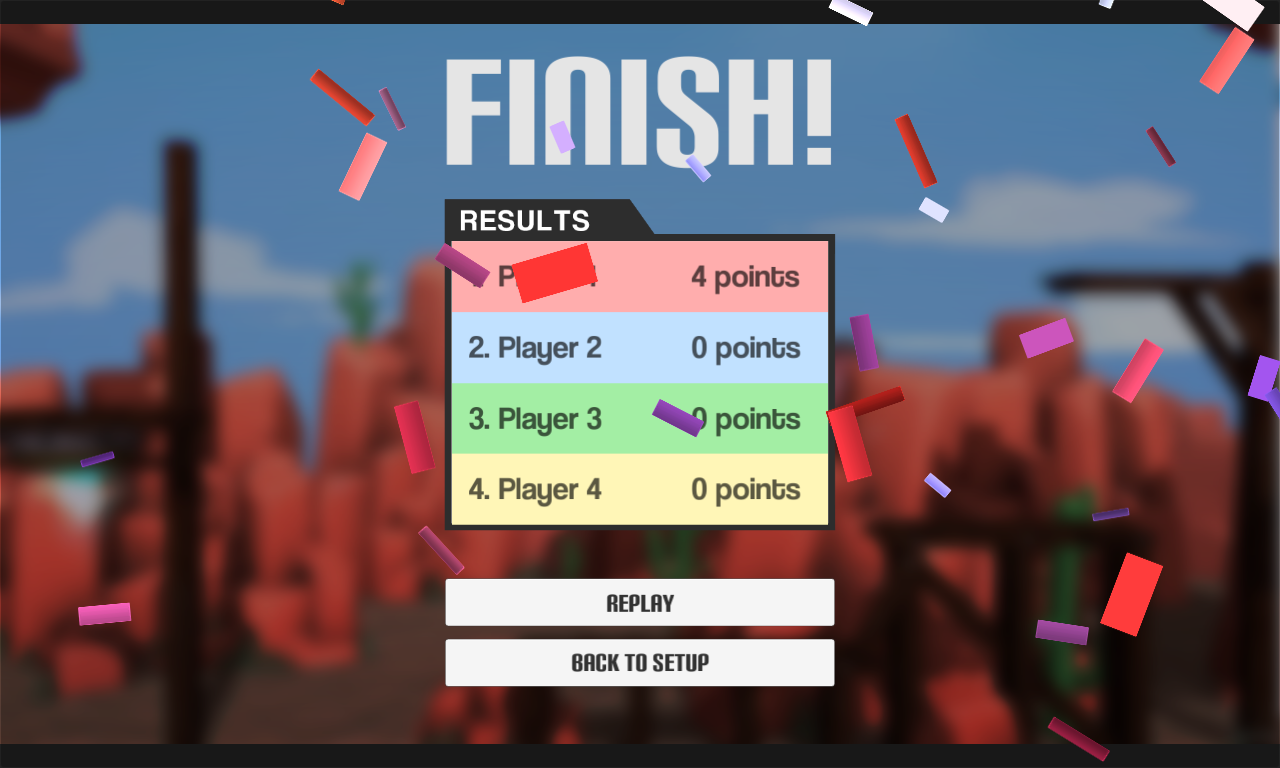 FINISH!
RESULTS
4 points
2. Player 2
0 points
3. Player 3
0 points
4. Player 4
0 points
REPLAY
BACK TO SETUP